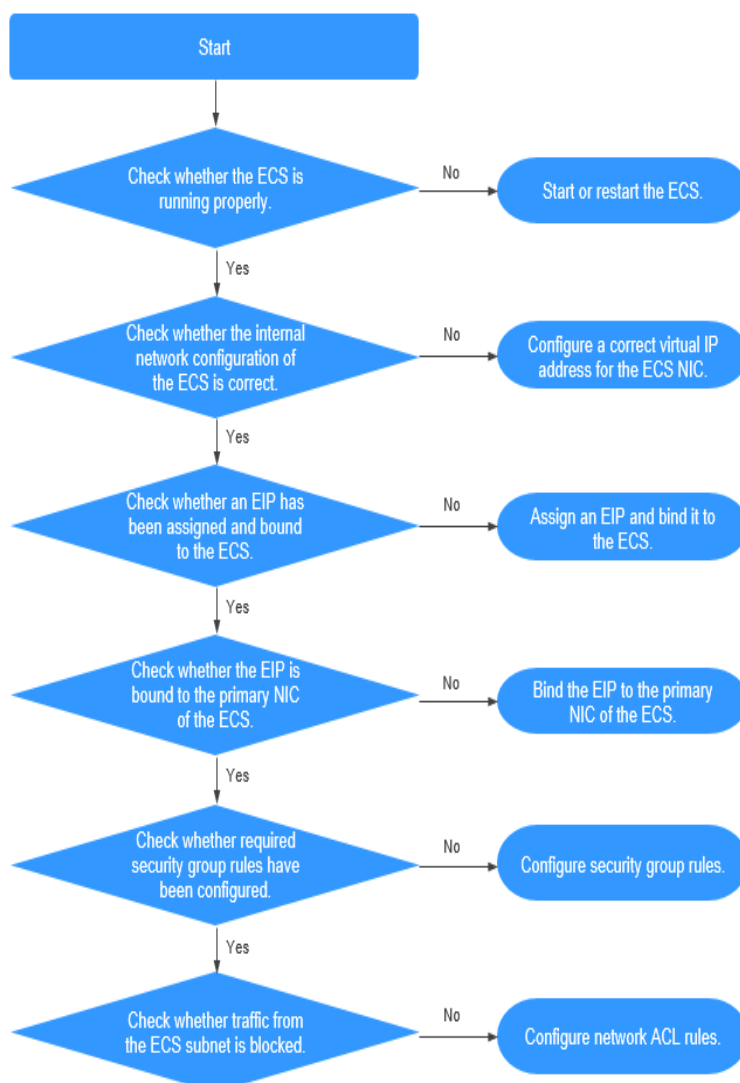 Start
Check whether the ECS is
running properly.
No
Start or restart the ECS.
Yes
Check whether the internal
network configuration of
the ECS is correct.
No
Configure a correct virtual IP
address for the ECS NIC.
Yes
Check whether an EIP has
been assigned and bound
to the ECS.
No
Assign an EIP and bind it to
the ECS.
Yes
Check whether the EIP is
bound to the primary NIC
of the ECS.
No
Bind the EIP to the primary
NIC of the ECS.
Yes
Check whether required
security group rules have
been configured.
No
Configure security group rules.
Yes
Check whether traffic from
the ECS subnet is blocked.
No
Configure network ACL rules.